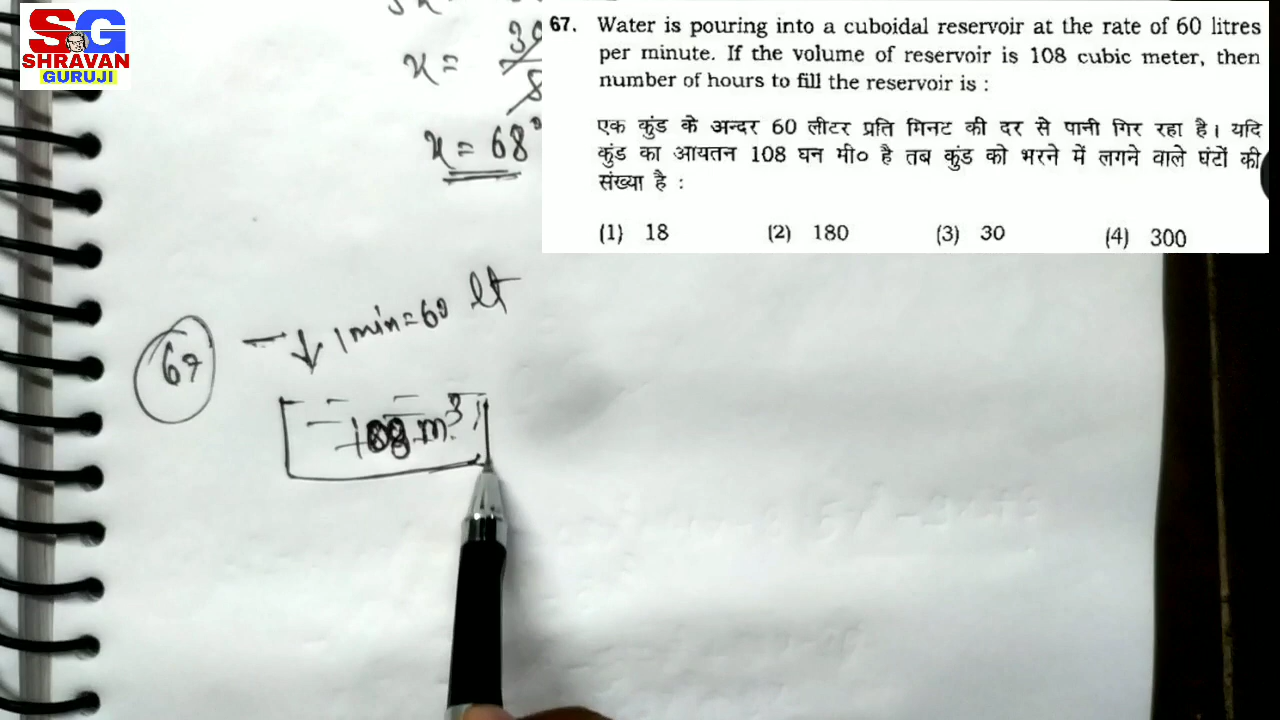 SG
SHRAVAN
GURUJI
x =
x = 68°
67. Water is pouring into a cuboidal reservoir at the rate of 60 litres
per minute. If the volume of reservoir is 108 cubic meter, then
number of hours to fill the reservoir is :
एक कुंड के अन्दर 60 लीटर प्रति मिनट की दर से पानी गिर रहा है। यदि
कुंड का आयतन 108 घन मी० है तब कुंड को भरने में लगने वाले घंटों की
संख्या है :
(1) 18 (2) 180 (3) 30 (4) 300
67 1 min = 60 lt
108 m³